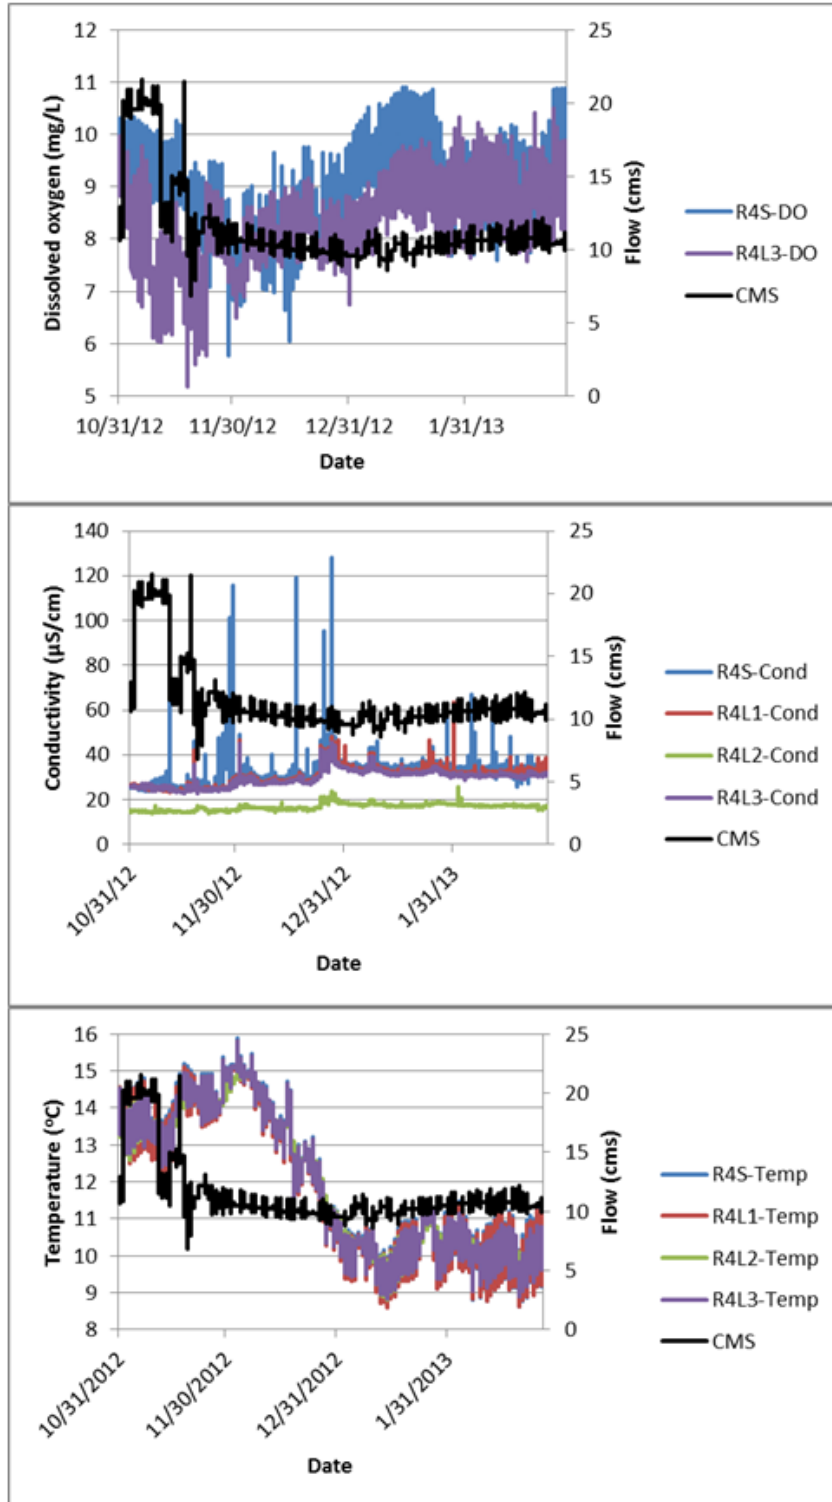 12
11
10
9
8
7
6
5
Dissolved oxygen (mg/L)
25
20
15
10
5
0
Flow (cms)
10/31/12 11/30/12 12/31/12 1/31/13
Date
R4S-DO
R4L3-DO
CMS
140
120
100
80
60
40
20
0
Conductivity (µS/cm)
25
20
15
10
5
0
Flow (cms)
10/31/12 11/30/12 12/31/12 1/31/13
Date
R4S-Cond
R4L1-Cond
R4L2-Cond
R4L3-Cond
CMS
16
15
14
13
12
11
10
9
8
Temperature (°C)
25
20
15
10
5
0
Flow (cms)
10/31/2012 11/30/2012 12/31/2012 1/31/2013
Date
R4S-Temp
R4L1-Temp
R4L2-Temp
R4L3-Temp
CMS